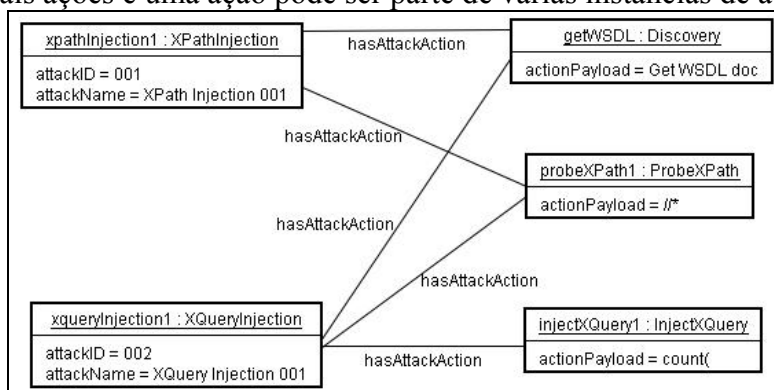 ais ações e uma ação pode ser parte de várias instâncias de a
xpathInjection1 : XPathInjection
attackID = 001
attackName = XPath Injection 001
hasAttackAction
getWSDL : Discovery
actionPayload = Get WSDL doc
hasAttackAction
probeXPath1 : ProbeXPath
actionPayload = //*
hasAttackAction
hasAttackAction
xqueryInjection1 : XQueryInjection
attackID = 002
attackName = XQuery Injection 001
hasAttackAction
injectXQuery1 : InjectXQuery
actionPayload = count(